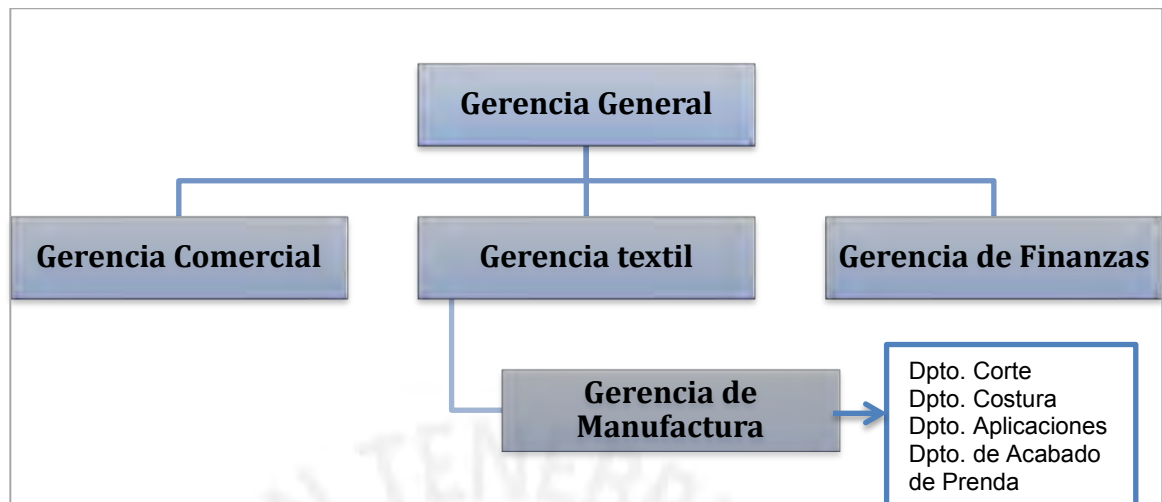 Gerencia General
Gerencia Comercial
Gerencia textil
Gerencia de Finanzas
Gerencia de
Manufactura
Dpto. Corte
Dpto. Costura
Dpto. Aplicaciones
Dpto. de Acabado
de Prenda